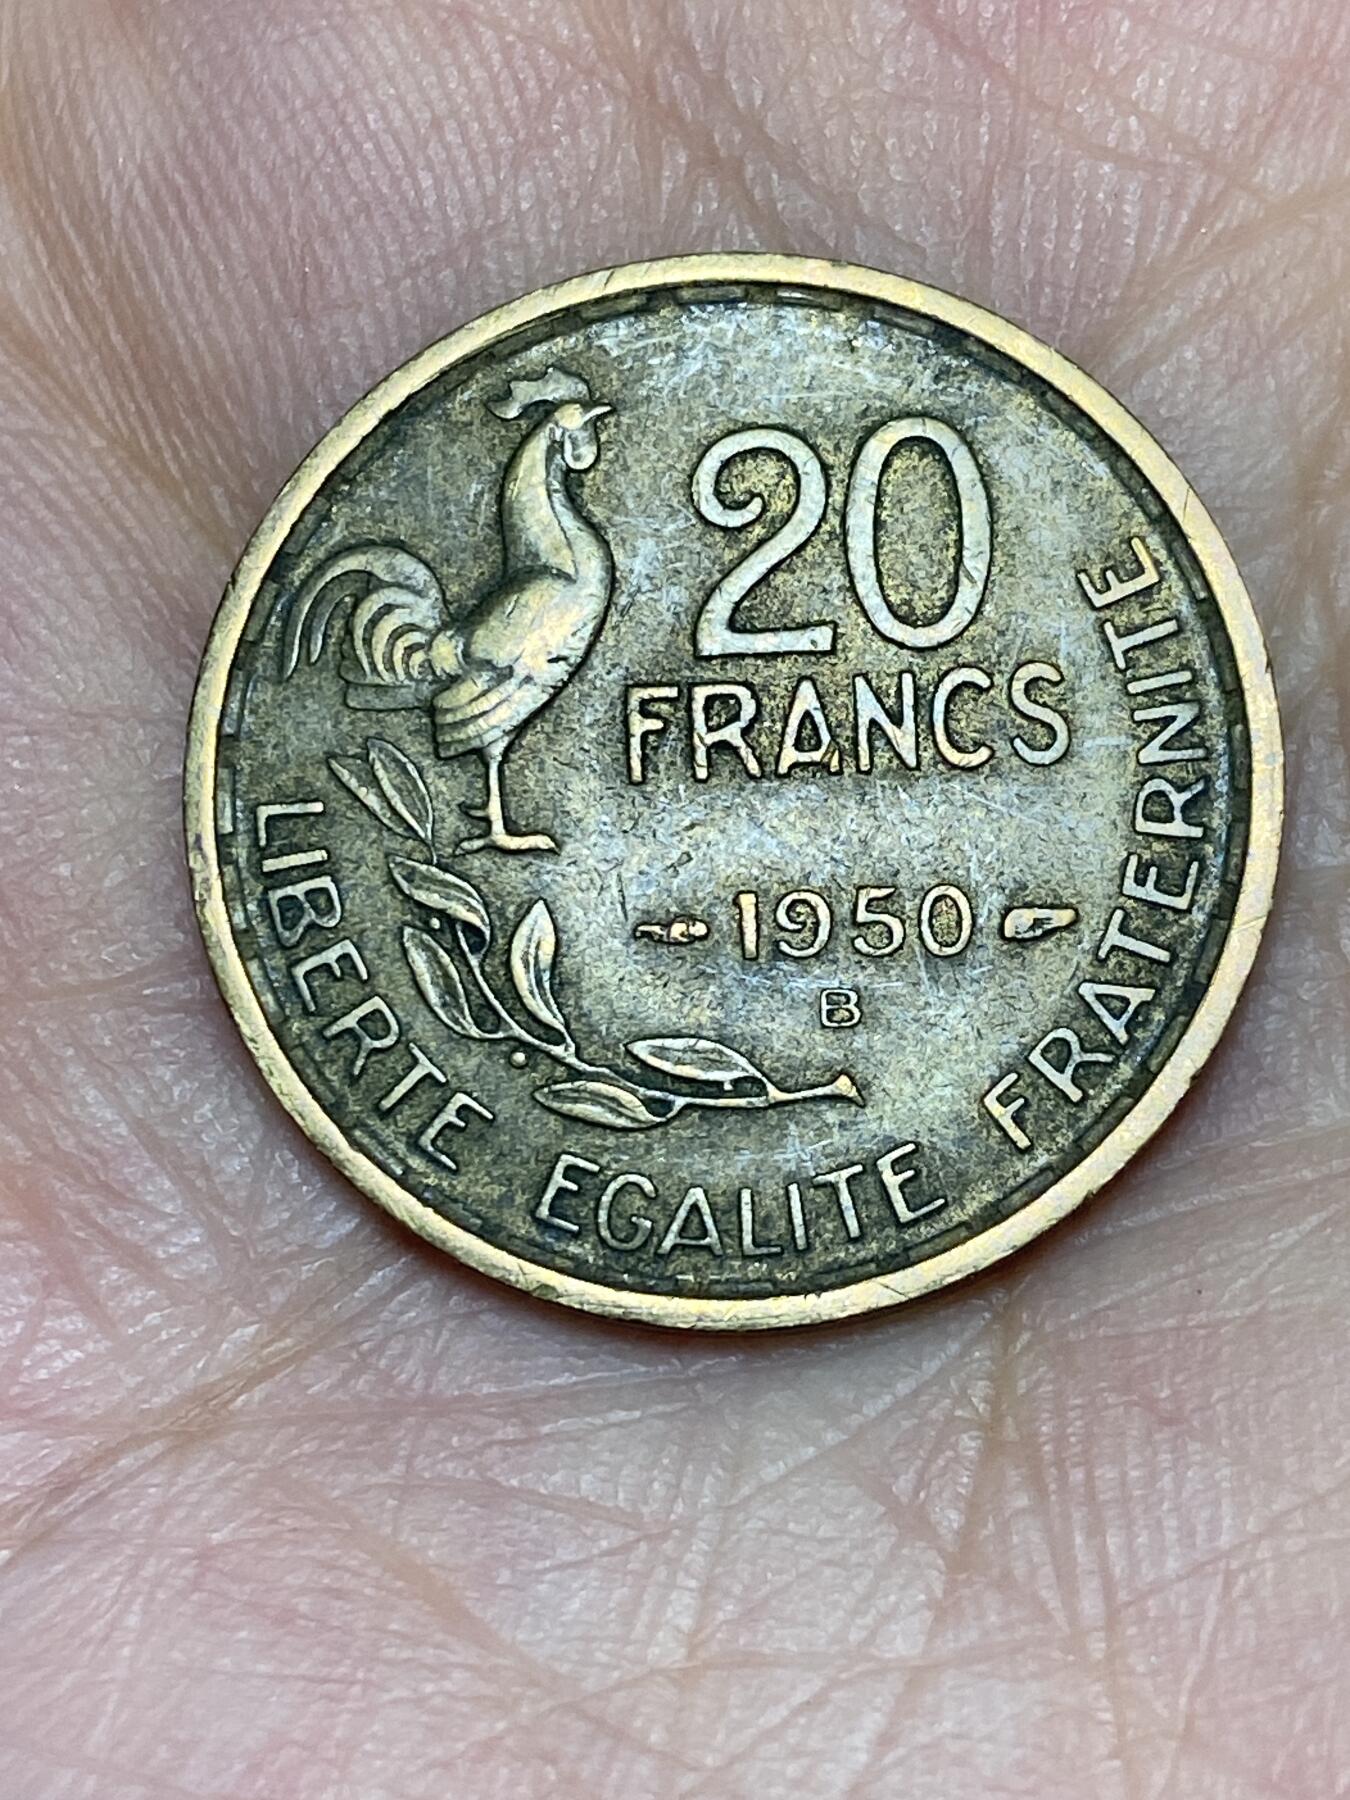 20
FRANCS
1950
B
LIBERTE EGALITE FRATERNITE